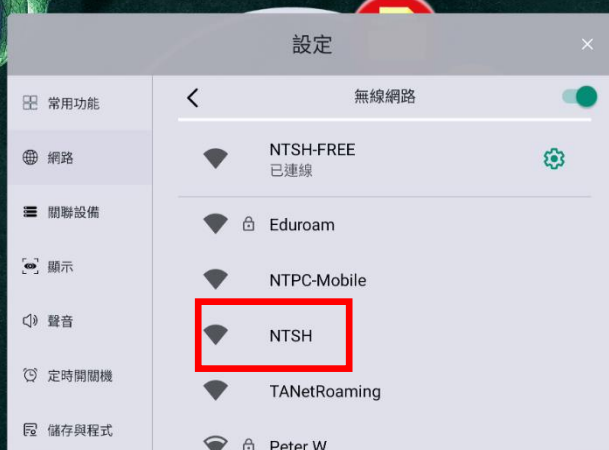 設定
常用功能
網路
關聯設備
顯示
聲音
定時開關機
儲存與程式
無線網路
NTSH-FREE
已連線
Eduroam
NTPC-Mobile
NTSH
TANetRoaming
Peter W